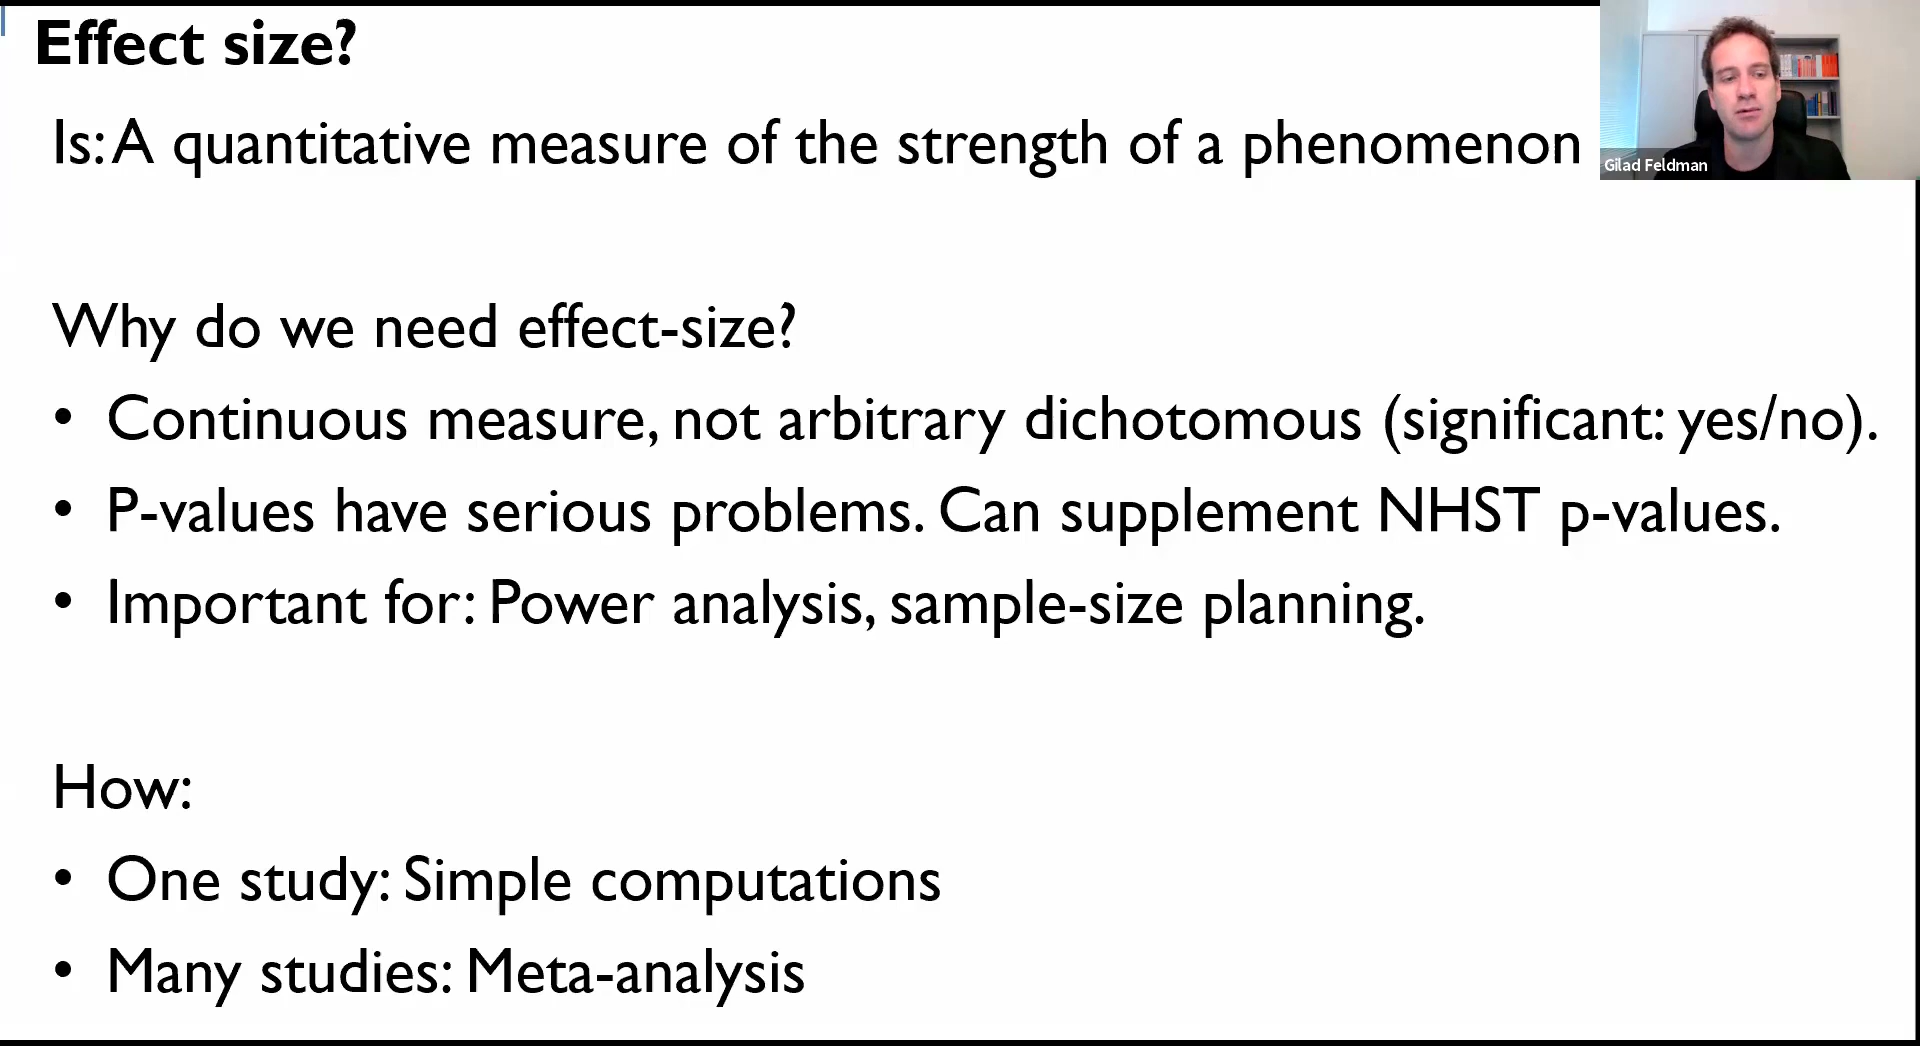 Effect size?
Is: A quantitative measure of the strength of a phenomenon
Gilad Feldman
Why do we need effect-size?
• Continuous measure, not arbitrary dichotomous (significant: yes/no).
• P-values have serious problems. Can supplement NHST p-values.
• Important for: Power analysis, sample-size planning.
How:
• One study: Simple computations
• Many studies: Meta-analysis